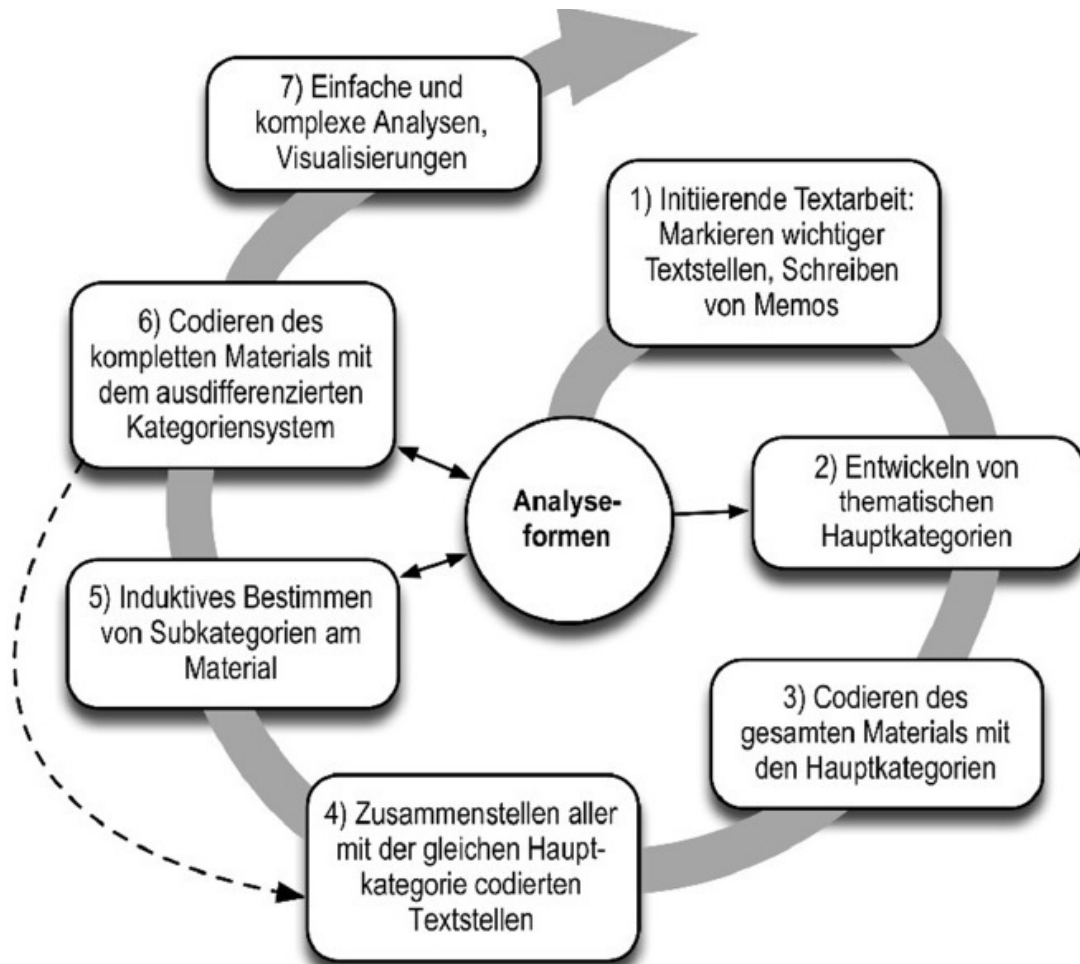 7) Einfache und
komplexe Analysen,
Visualisierungen
1) Initiierende Textarbeit:
Markieren wichtiger
Textstellen, Schreiben
von Memos
6) Codieren des
kompletten Materials mit
dem ausdifferenzierten
Kategoriensystem
Analyse-
formen
2) Entwickeln von
thematischen
Hauptkategorien
5) Induktives Bestimmen
von Subkategorien am
Material
3) Codieren des
gesamten Materials mit
den Hauptkategorien
4) Zusammenstellen aller
mit der gleichen Haupt-
kategorie codierten
Textstellen